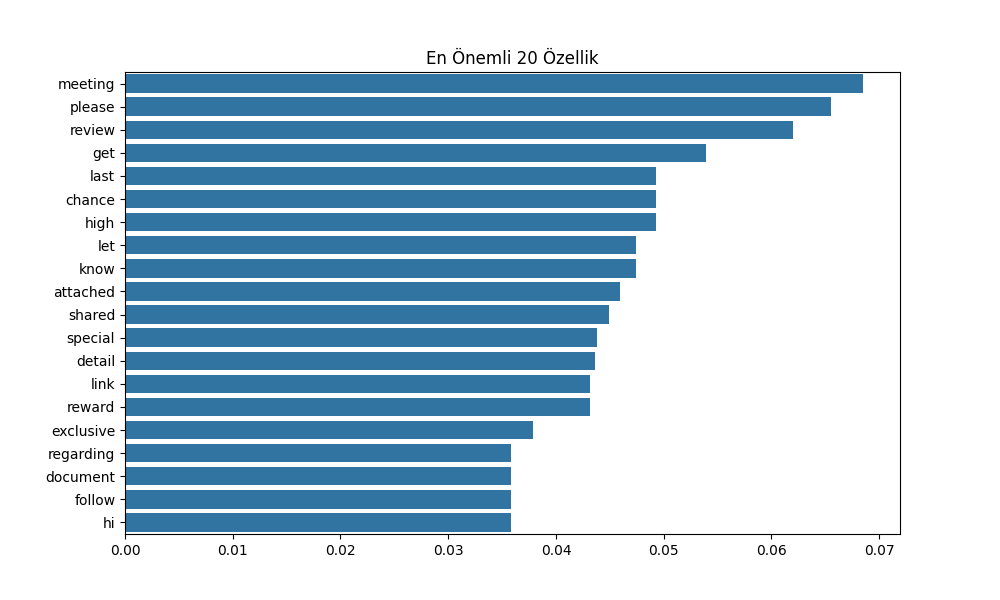 En Önemli 20 Özellik
meeting
please
review
get
last
chance
high
let
know
attached
shared
special
detail
link
reward
exclusive
regarding
document
follow
hi
0.00 0.01 0.02 0.03 0.04 0.05 0.06 0.07